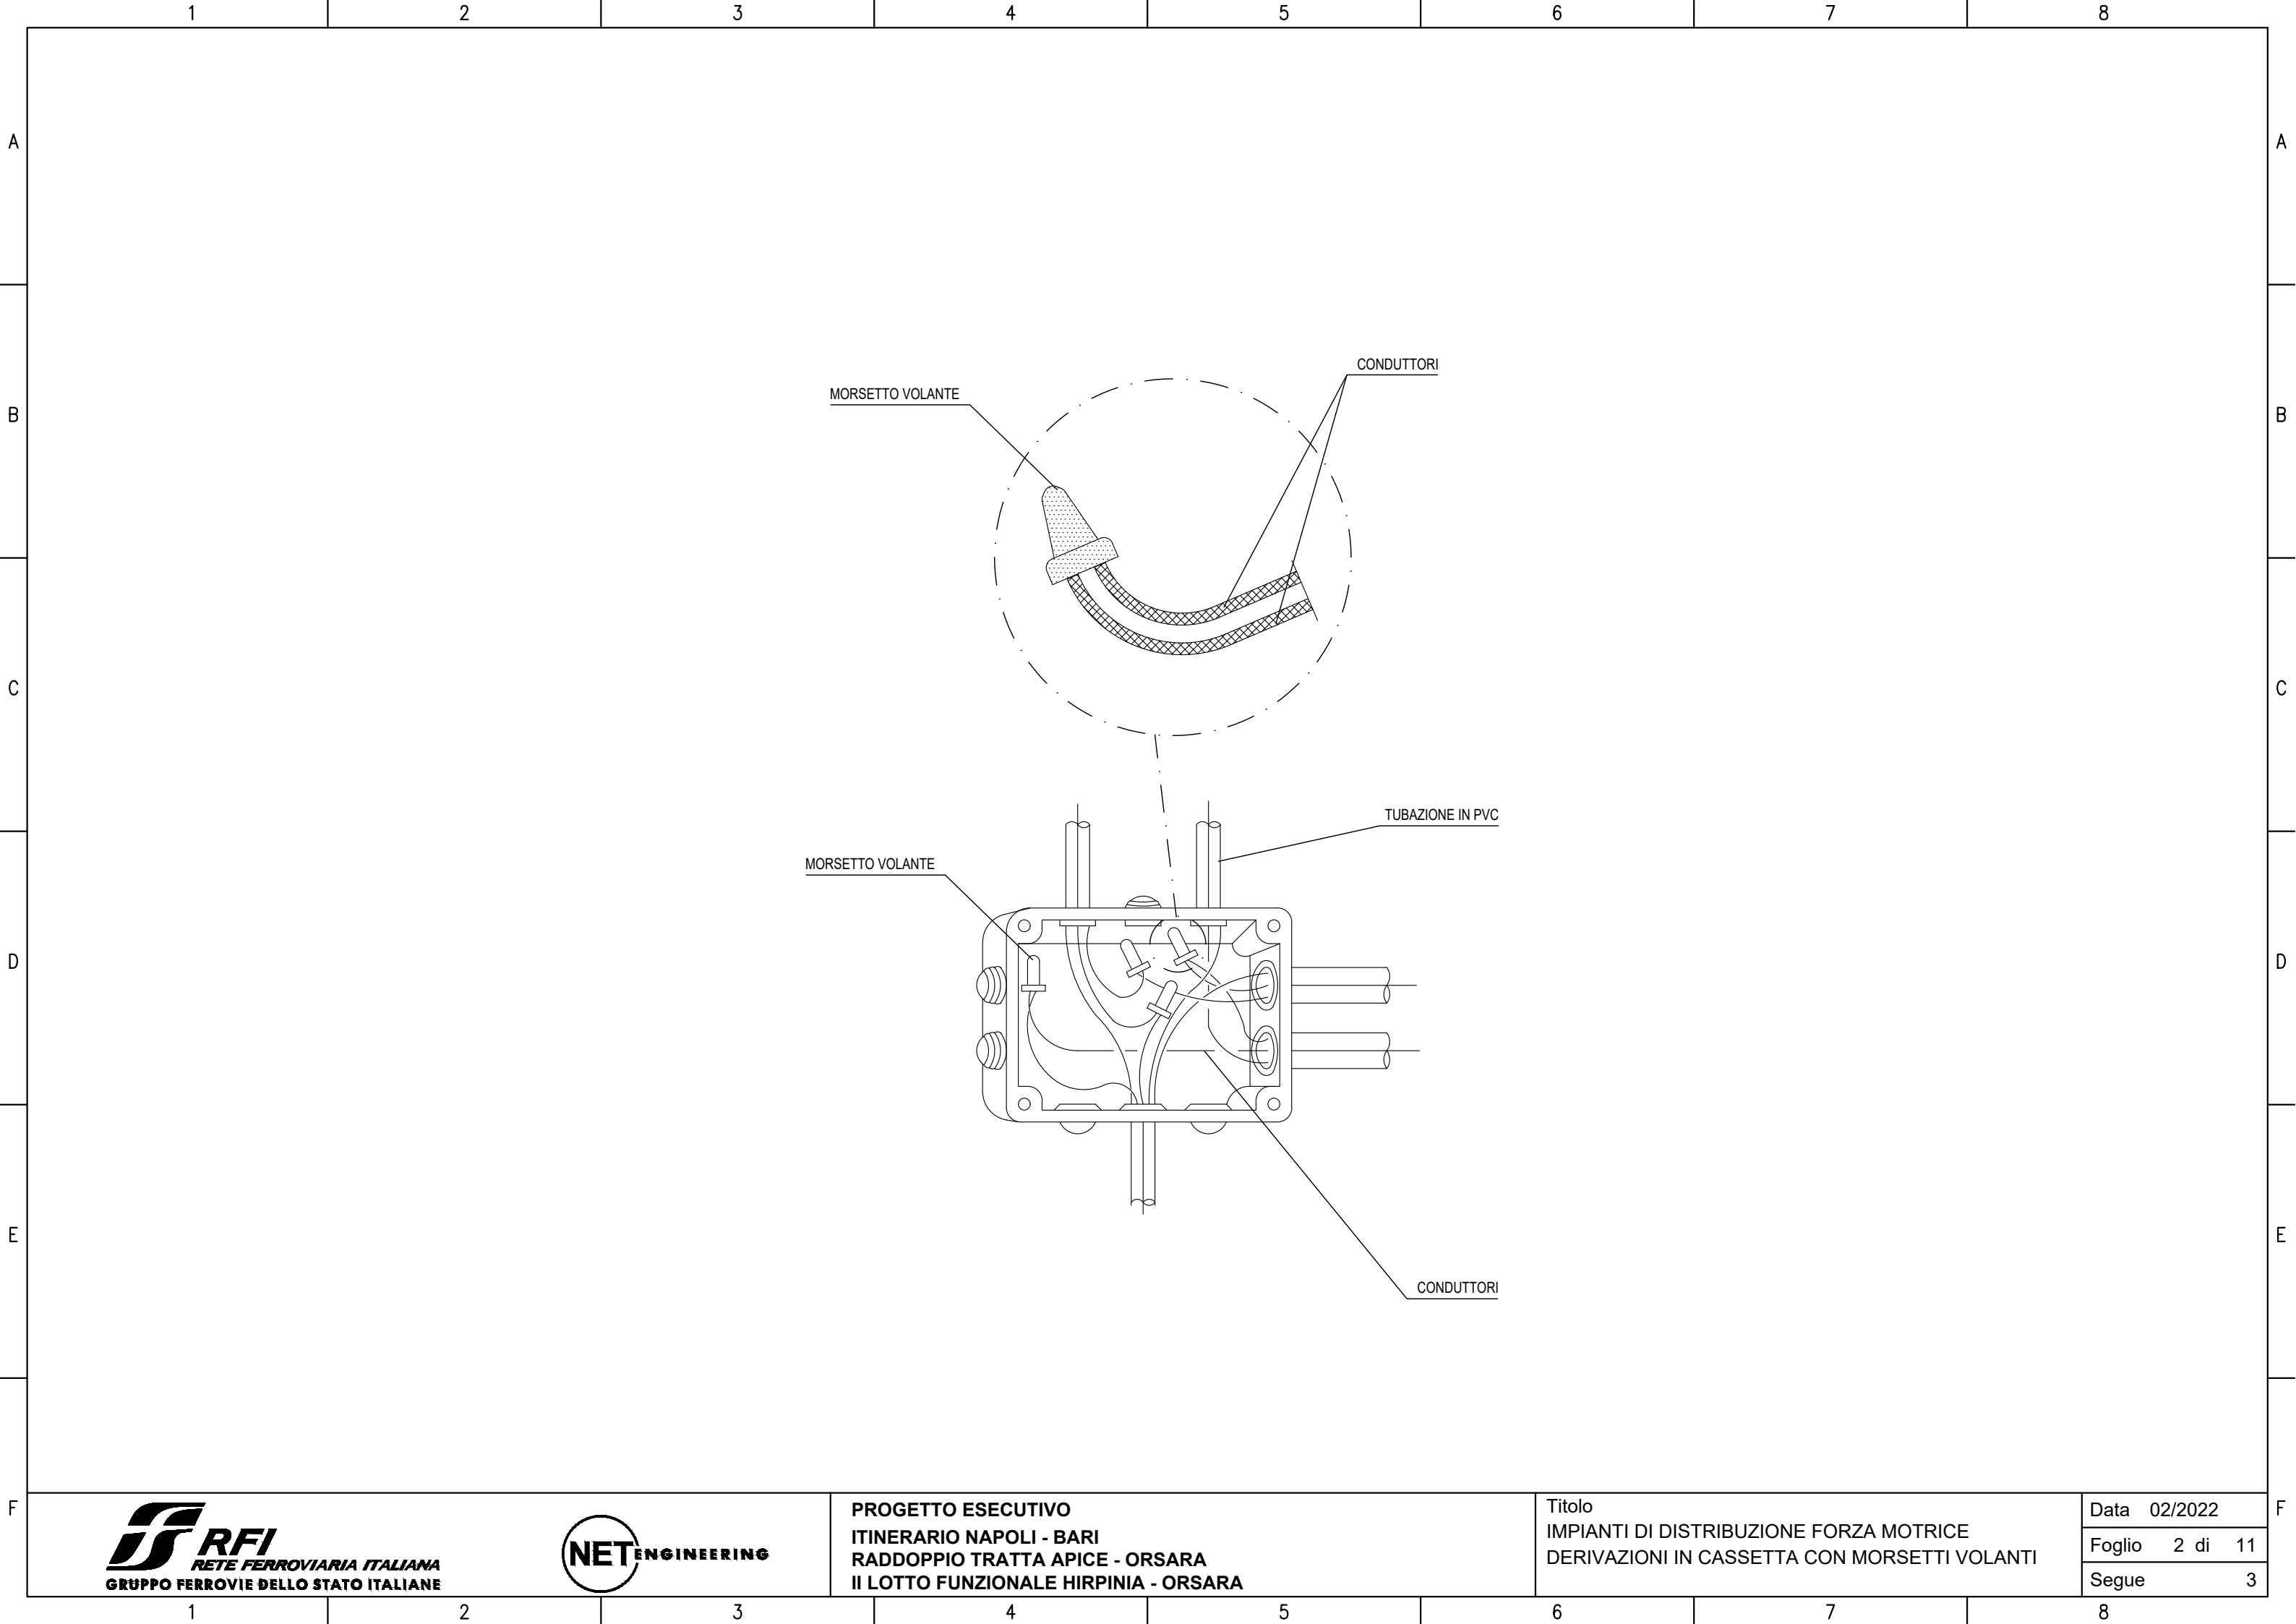 1 2 3 4 5 6 7 8
A A
CONDUTTORI
MORSETTO VOLANTE
B B
C C
TUBAZIONE IN PVC
MORSETTO VOLANTE
D D
E E
CONDUTTORI
F F
RFI
RETE FERROVIARIA ITALIANA
GRUPPO FERROVIE DELLO STATO ITALIANE
NET ENGINEERING
PROGETTO ESECUTIVO
ITINERARIO NAPOLI - BARI
RADDOPPIO TRATTA APICE - ORSARA
II LOTTO FUNZIONALE HIRPINIA - ORSARA
Titolo
IMPIANTI DI DISTRIBUZIONE FORZA MOTRICE
DERIVAZIONI IN CASSETTA CON MORSETTI VOLANTI
Data 02/2022
Foglio 2 di 11
Segue 3
1 2 3 4 5 6 7 8